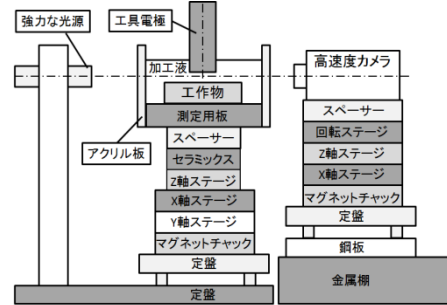 強力な光源
工具電極
加工液
工作物
測定用板
アクリル板
スペーサー
セラミックス
Z軸ステージ
X軸ステージ
Y軸ステージ
マグネットチャック
定盤
定盤
高速度カメラ
スペーサー
回転ステージ
Z軸ステージ
X軸ステージ
マグネットチャック
定盤
鋼板
金属棚